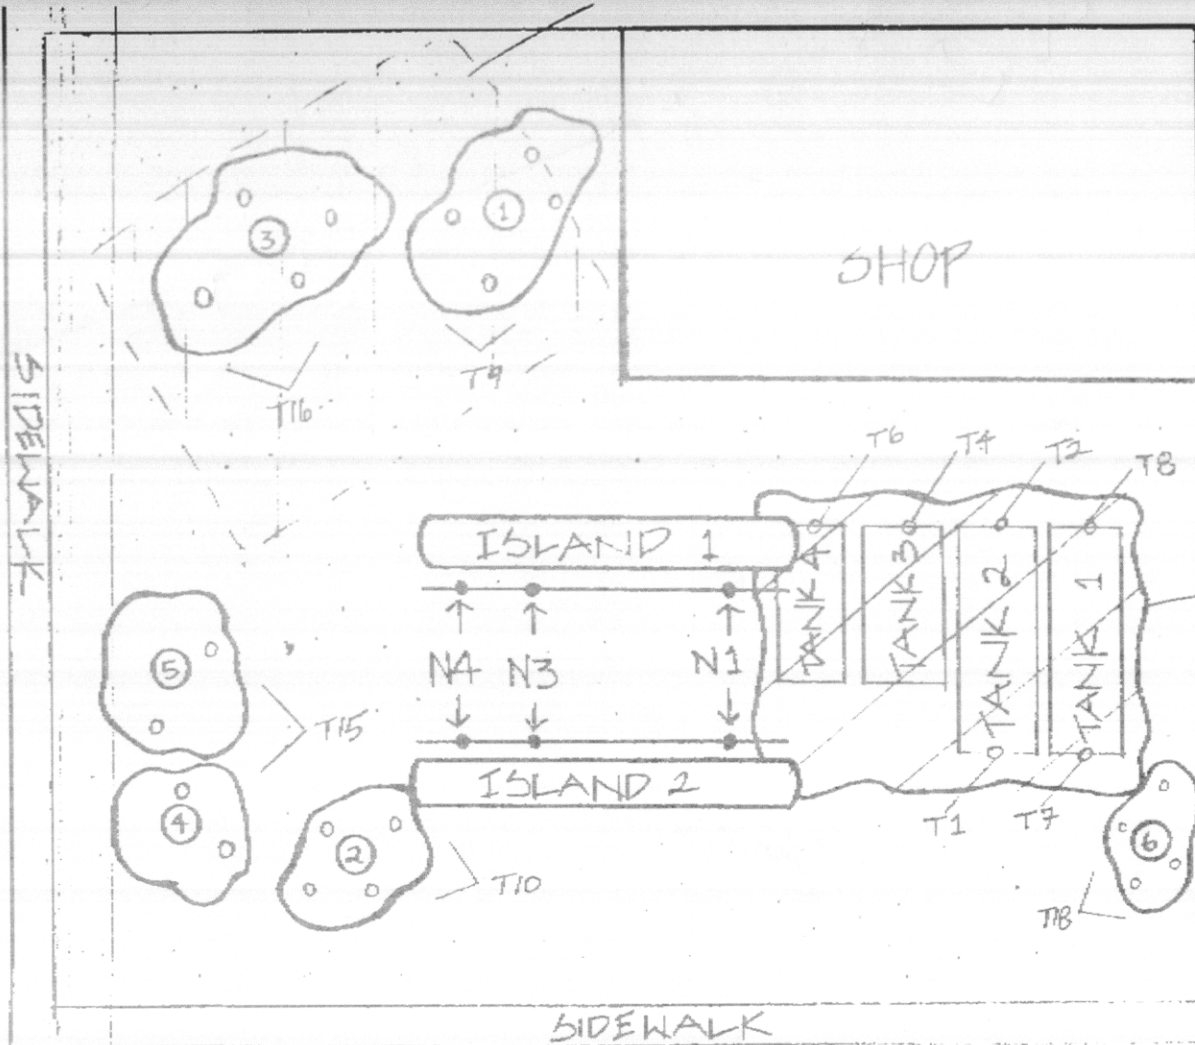 1
3
SHOP
SIDEWALK
T9
T16
T6 T4 T2 T8
ISLAND 1
TANK 4
TANK 3
TANK 2
TANK 1
N4 N3 N1
5
T15
ISLAND 2
4
2
T10
T1 T7
6
T18
SIDEWALK